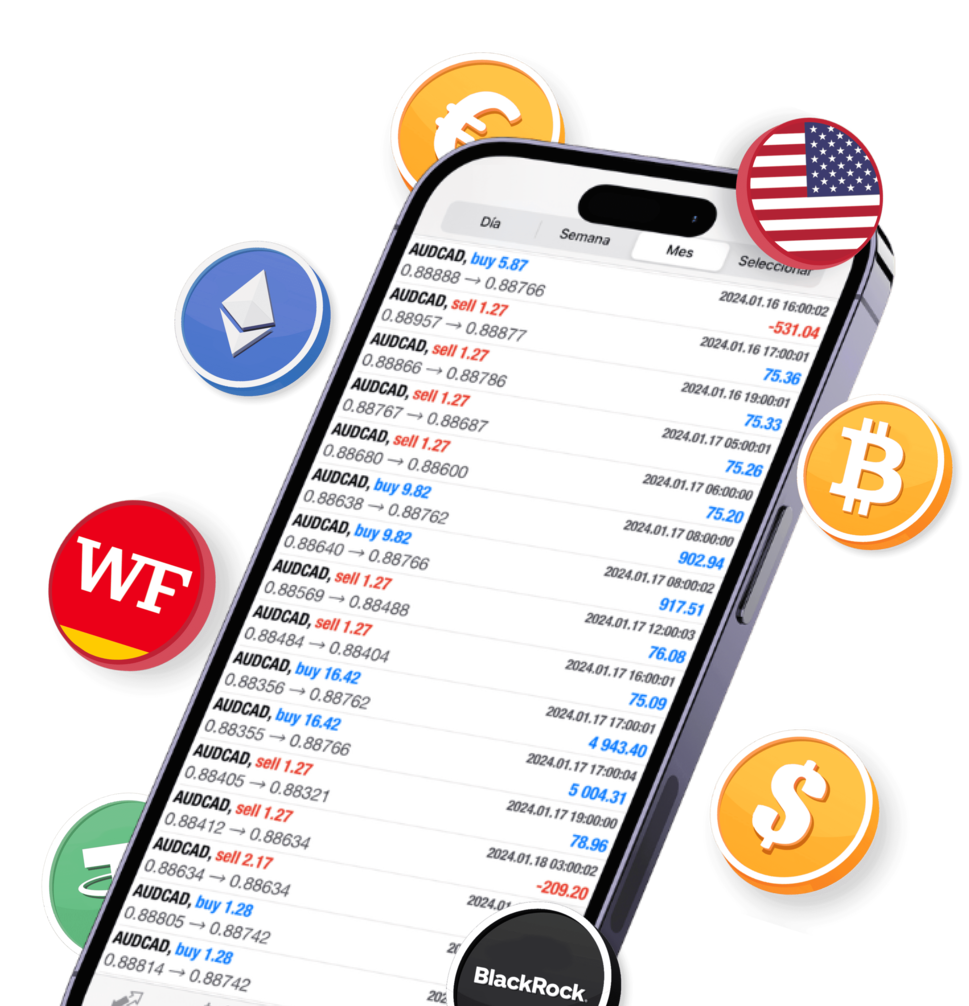 Día
Semana
Mes
Seleccionar
AUDCAD, buy 5.87
0.88888 → 0.88766
2024.01.16 16:00:02
-531.04
AUDCAD, sell 1.27
0.88957 → 0.88877
2024.01.16 17:00:01
75.36
AUDCAD, sell 1.27
0.88866 → 0.88786
2024.01.16 19:00:01
75.33
AUDCAD, sell 1.27
0.88767 → 0.88687
2024.01.17 05:00:01
75.26
AUDCAD, sell 1.27
0.88680 → 0.88600
2024.01.17 06:00:00
75.20
AUDCAD, buy 9.82
0.88638 → 0.88762
2024.01.17 08:00:00
902.94
AUDCAD, buy 9.82
0.88640 → 0.88766
2024.01.17 08:00:02
917.51
AUDCAD, sell 1.27
0.88569 → 0.88488
2024.01.17 12:00:03
76.08
AUDCAD, sell 1.27
0.88484 → 0.88404
2024.01.17 16:00:01
75.09
AUDCAD, buy 16.42
0.88356 → 0.88762
2024.01.17 17:00:01
4 943.40
AUDCAD, buy 16.42
0.88355 → 0.88766
2024.01.17 17:00:04
5 004.31
AUDCAD, sell 1.27
0.88405 → 0.88321
2024.01.17 19:00:00
78.96
AUDCAD, sell 1.27
0.88412 → 0.88634
2024.01.18 03:00:02
-209.20
AUDCAD, sell 2.17
0.88634 → 0.88634
2024.01
AUDCAD, buy 1.28
0.88805 → 0.88742
20
AUDCAD, buy 1.28
0.88814 → 0.88742
202
WF
BlackRock.